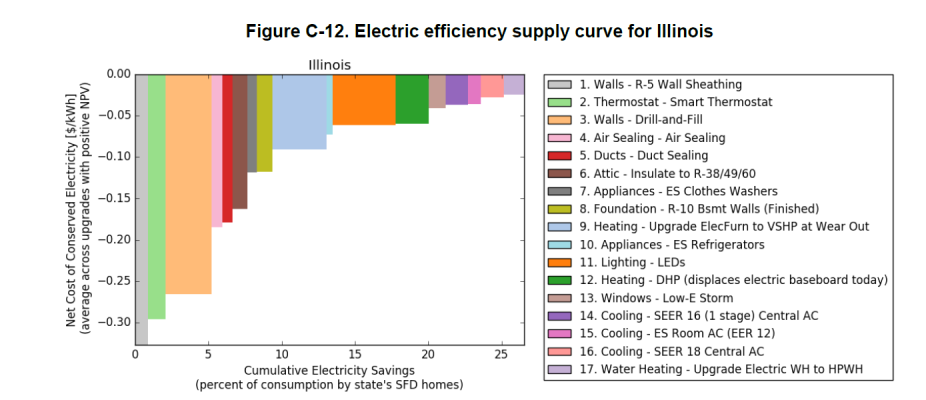 Figure C-12. Electric efficiency supply curve for Illinois
Illinois
Net Cost of Conserved Electricity [$/kWh]
(average across upgrades with positive NPV)
0.00
−0.05
−0.10
−0.15
−0.20
−0.25
−0.30
0 5 10 15 20 25
Cumulative Electricity Savings
(percent of consumption by state's SFD homes)
1. Walls - R-5 Wall Sheathing
2. Thermostat - Smart Thermostat
3. Walls - Drill-and-Fill
4. Air Sealing - Air Sealing
5. Ducts - Duct Sealing
6. Attic - Insulate to R-38/49/60
7. Appliances - ES Clothes Washers
8. Foundation - R-10 Bsmt Walls (Finished)
9. Heating - Upgrade ElecFurn to VSHP at Wear Out
10. Appliances - ES Refrigerators
11. Lighting - LEDs
12. Heating - DHP (displaces electric baseboard today)
13. Windows - Low-E Storm
14. Cooling - SEER 16 (1 stage) Central AC
15. Cooling - ES Room AC (EER 12)
16. Cooling - SEER 18 Central AC
17. Water Heating - Upgrade Electric WH to HPWH